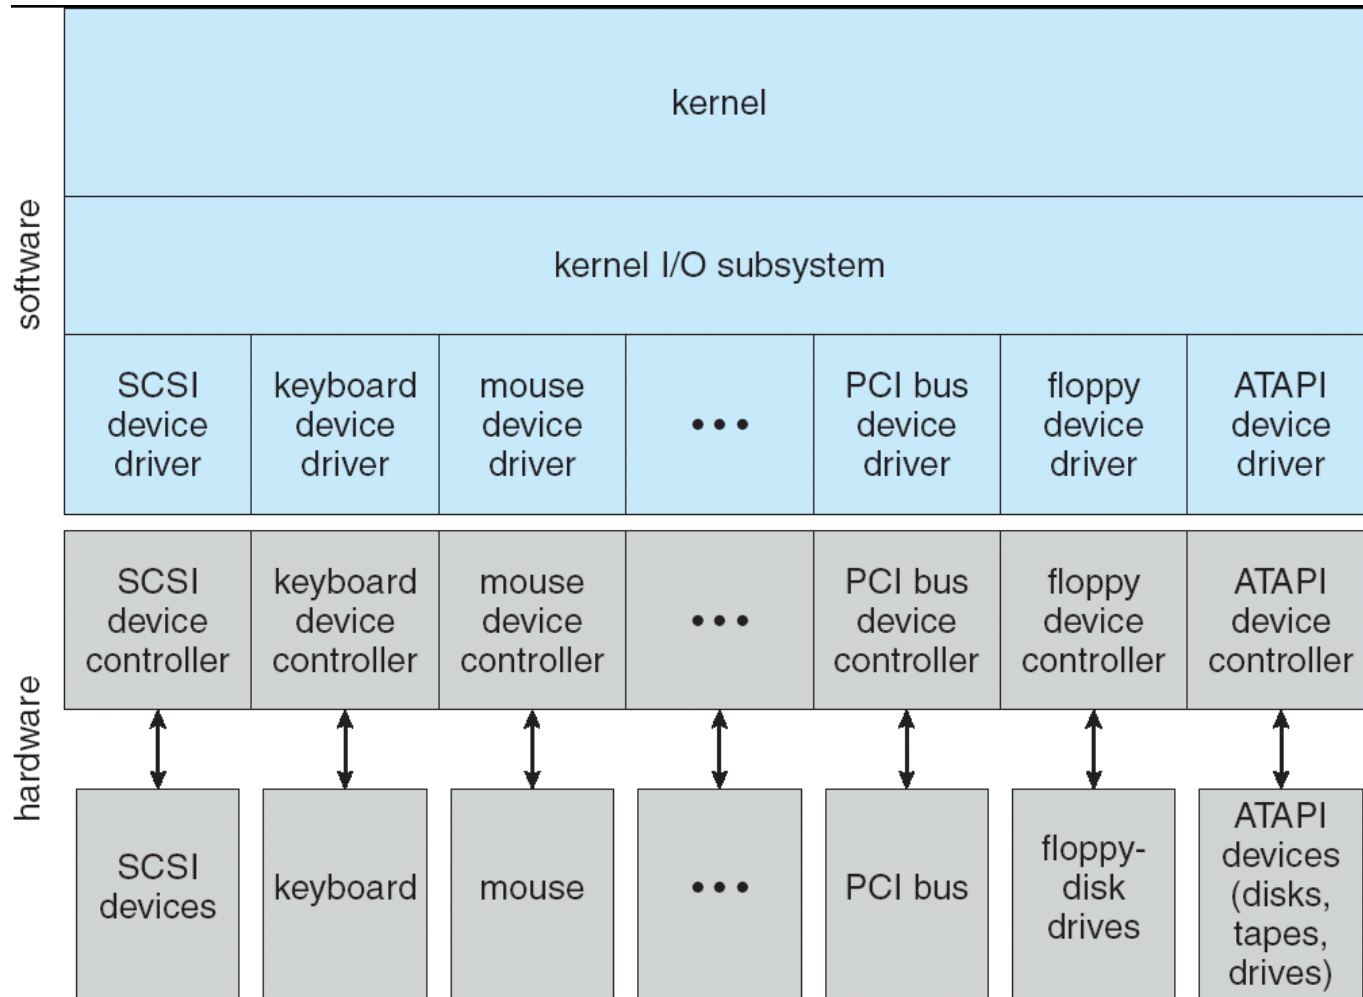 kernel
software
kernel I/O subsystem
SCSI
device
driver
keyboard
device
driver
mouse
device
driver
•••
PCI bus
device
driver
floppy
device
driver
ATAPI
device
driver
hardware
SCSI
device
controller
keyboard
device
controller
mouse
device
controller
•••
PCI bus
device
controller
floppy
device
controller
ATAPI
device
controller
SCSI
devices
keyboard
mouse
•••
PCI bus
floppy-
disk
drives
ATAPI
devices
(disks,
tapes,
drives)